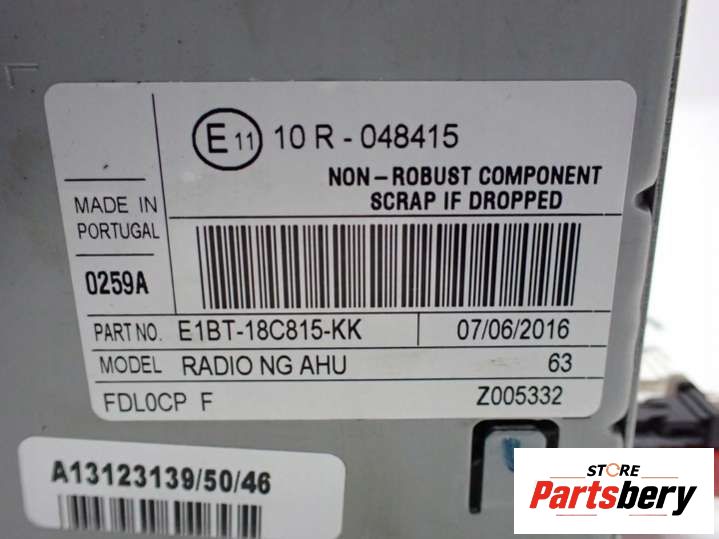 E 11 10 R - 048415
NON-ROBUST COMPONENT
SCRAP IF DROPPED
MADE IN
PORTUGAL
0259A
PART NO. E1BT-18C815-KK 07/06/2016
MODEL RADIO NG AHU 63
FDL0CP F Z005332
A13123139/50/46
STORE
Partsbery